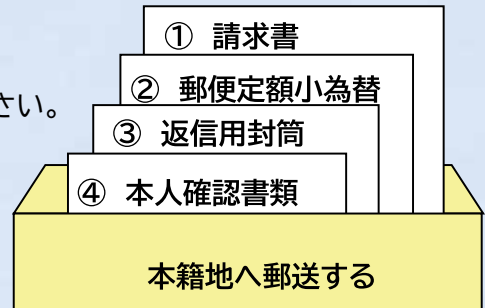 ① 請求書
② 郵便定額小為替
さい。
③ 返信用封筒
④ 本人確認書類
本籍地へ郵送する